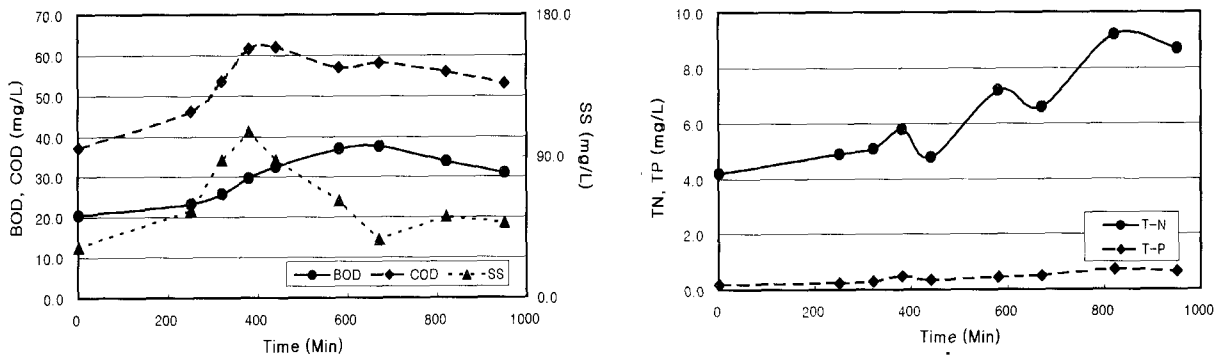 70.0
60.0
50.0
40.0
30.0
20.0
10.0
0.0
BOD, COD (mg/L)
180.0
90.0
0.0
SS (mg/L)
BOD COD SS
0 200 400 600 800 1000
Time (Min)
10.0
8.0
6.0
4.0
2.0
0.0
TN, TP (mg/L)
T-N
T-P
0 200 400 600 800 1000
Time (Min)